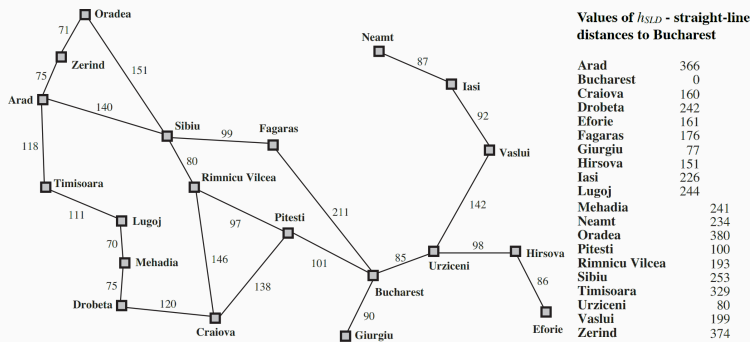 Oradea
71
Zerind
75
Arad
151
140
118
Sibiu
99
Fagaras
80
Rimnicu Vilcea
Timisoara
111
Lugoj
97
Pitesti
211
70
Mehadia
146
101
138
75
Drobeta
120
Craiova
Neamt
87
Iasi
92
Vaslui
142
85
98
Hirsova
Urziceni
Bucharest
86
90
Giurgiu
Eforie
Values of hSLD - straight-line
distances to Bucharest
Arad 366
Bucharest 0
Craiova 160
Drobeta 242
Eforie 161
Fagaras 176
Giurgiu 77
Hirsova 151
Iasi 226
Lugoj 244
Mehadia 241
Neamt 234
Oradea 380
Pitesti 100
Rimnicu Vilcea 193
Sibiu 253
Timisoara 329
Urziceni 80
Vaslui 199
Zerind 374